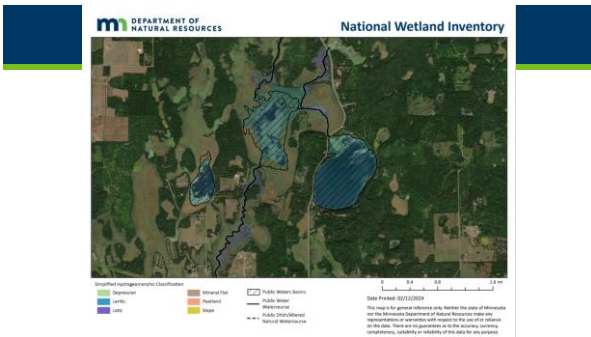 DEPARTMENT OF
NATURAL RESOURCES
National Wetland Inventory
Simplified Hydrogeomorphic Classification
Depression
Lentic
Lotic
Mineral Flat
Peatland
Slope
Public Waters Basins
Public Water
Watercourse
Public Ditch/Altered
Natural Watercourse
0 0.4 0.8 1.6 mi
Date Printed: 02/12/2024
This map is for general reference only. Neither the state of Minnesota
nor the Minnesota Department of Natural Resources make any
representations or warranties with respect to the use of or reliance
on the data. There are no guarantees as to the accuracy, currency,
completeness, suitability or reliability of this data for any purpose.